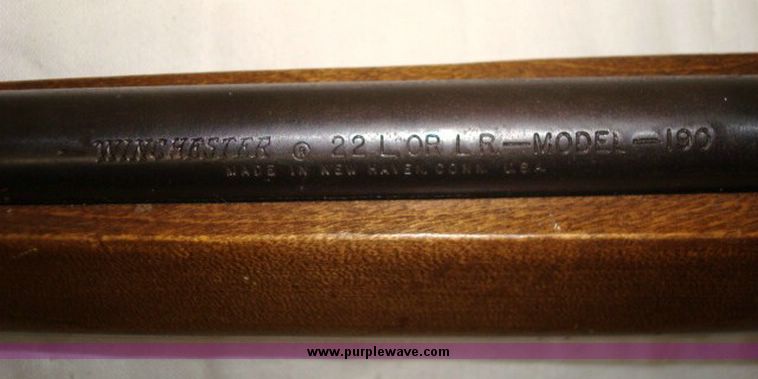 WINCHESTER ® 22 L. OR L.R.—MODEL—190
MADE IN NEW HAVEN, CONN. U.S.A.
www.purplewave.com